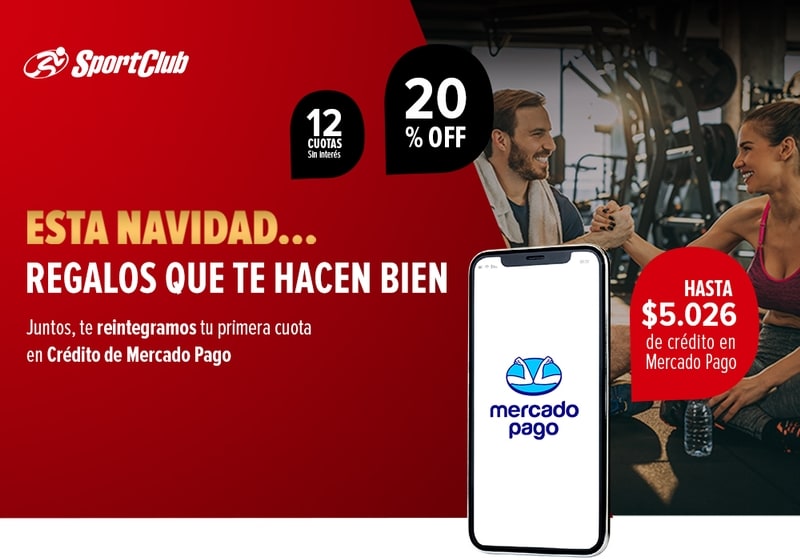 SportClub
12
CUOTAS
Sin interés
20
% OFF
ESTA NAVIDAD...
REGALOS QUE TE HACEN BIEN
Juntos, te reintegramos tu primera cuota
en Crédito de Mercado Pago
mercado
pago
HASTA
$5.026
de crédito en
Mercado Pago